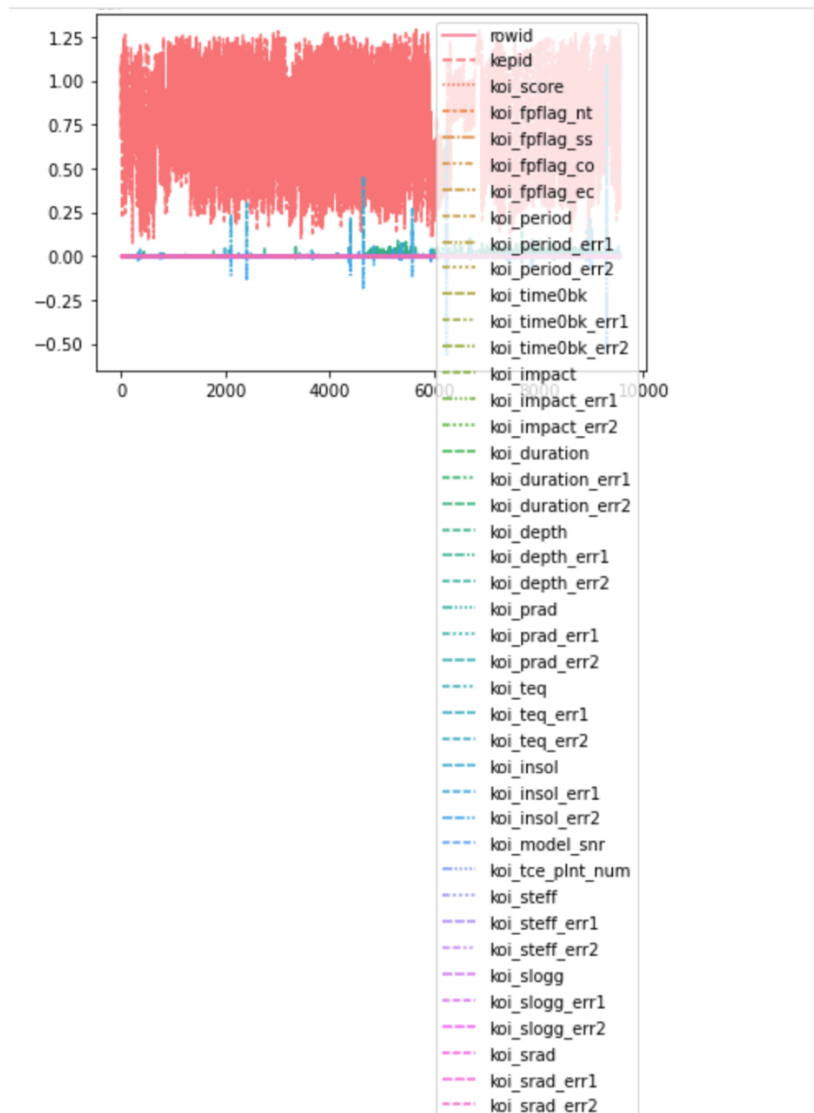 1.25
1.00
0.75
0.50
0.25
0.00
−0.25
−0.50
0 2000 4000 6000 8000 10000
rowid
kepid
koi_score
koi_fpflag_nt
koi_fpflag_ss
koi_fpflag_co
koi_fpflag_ec
koi_period
koi_period_err1
koi_period_err2
koi_time0bk
koi_time0bk_err1
koi_time0bk_err2
koi_impact
koi_impact_err1
koi_impact_err2
koi_duration
koi_duration_err1
koi_duration_err2
koi_depth
koi_depth_err1
koi_depth_err2
koi_prad
koi_prad_err1
koi_prad_err2
koi_teq
koi_teq_err1
koi_teq_err2
koi_insol
koi_insol_err1
koi_insol_err2
koi_model_snr
koi_tce_plnt_num
koi_steff
koi_steff_err1
koi_steff_err2
koi_slogg
koi_slogg_err1
koi_slogg_err2
koi_srad
koi_srad_err1
koi_srad_err2